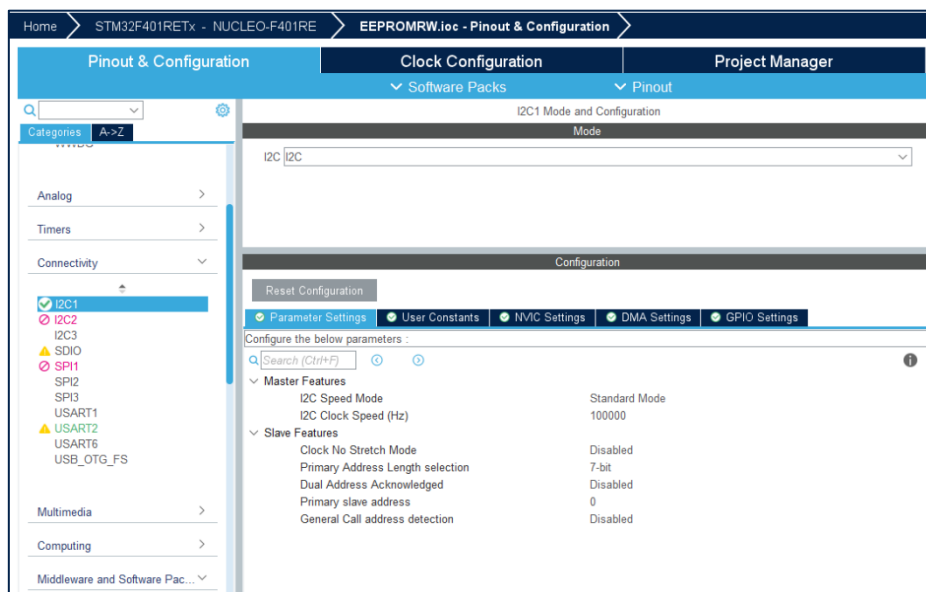 Home STM32F401RETx - NUCLEO-F401RE EEPROMRW.ioc - Pinout & Configuration
Pinout & Configuration Clock Configuration Project Manager
Software Packs Pinout
Categories A->Z
Analog
Timers
Connectivity
I2C1
I2C2
I2C3
SDIO
SPI1
SPI2
SPI3
USART1
USART2
USART6
USB_OTG_FS
Multimedia
Computing
Middleware and Software Pac...
I2C1 Mode and Configuration
Mode
I2C I2C
Configuration
Reset Configuration
Parameter Settings User Constants NVIC Settings DMA Settings GPIO Settings
Configure the below parameters :
Search (Ctrl+F)
Master Features
I2C Speed Mode Standard Mode
I2C Clock Speed (Hz) 100000
Slave Features
Clock No Stretch Mode Disabled
Primary Address Length selection 7-bit
Dual Address Acknowledged Disabled
Primary slave address 0
General Call address detection Disabled